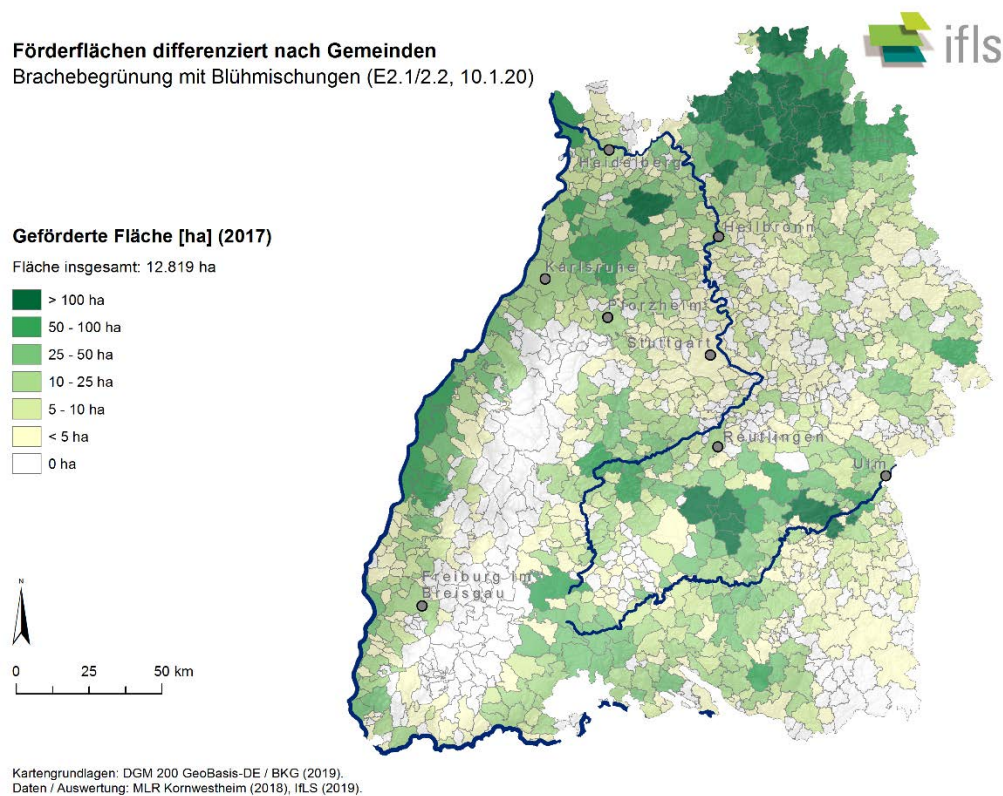 Förderflächen differenziert nach Gemeinden
Brachebegrünung mit Blühmischungen (E2.1/2.2, 10.1.20)
ifls
Heidelberg
Geförderte Fläche [ha] (2017)
Heilbronn
Fläche insgesamt: 12.819 ha
Karlsruhe
> 100 ha
50 - 100 ha
Pforzheim
25 - 50 ha
Stuttgart
10 - 25 ha
5 - 10 ha
< 5 ha
Reutlingen
0 ha
Ulm
Freiburg im
Breisgau
N
0 25 50 km
Kartengrundlagen: DGM 200 GeoBasis-DE / BKG (2019).
Daten / Auswertung: MLR Kornwestheim (2018), IfLS (2019).